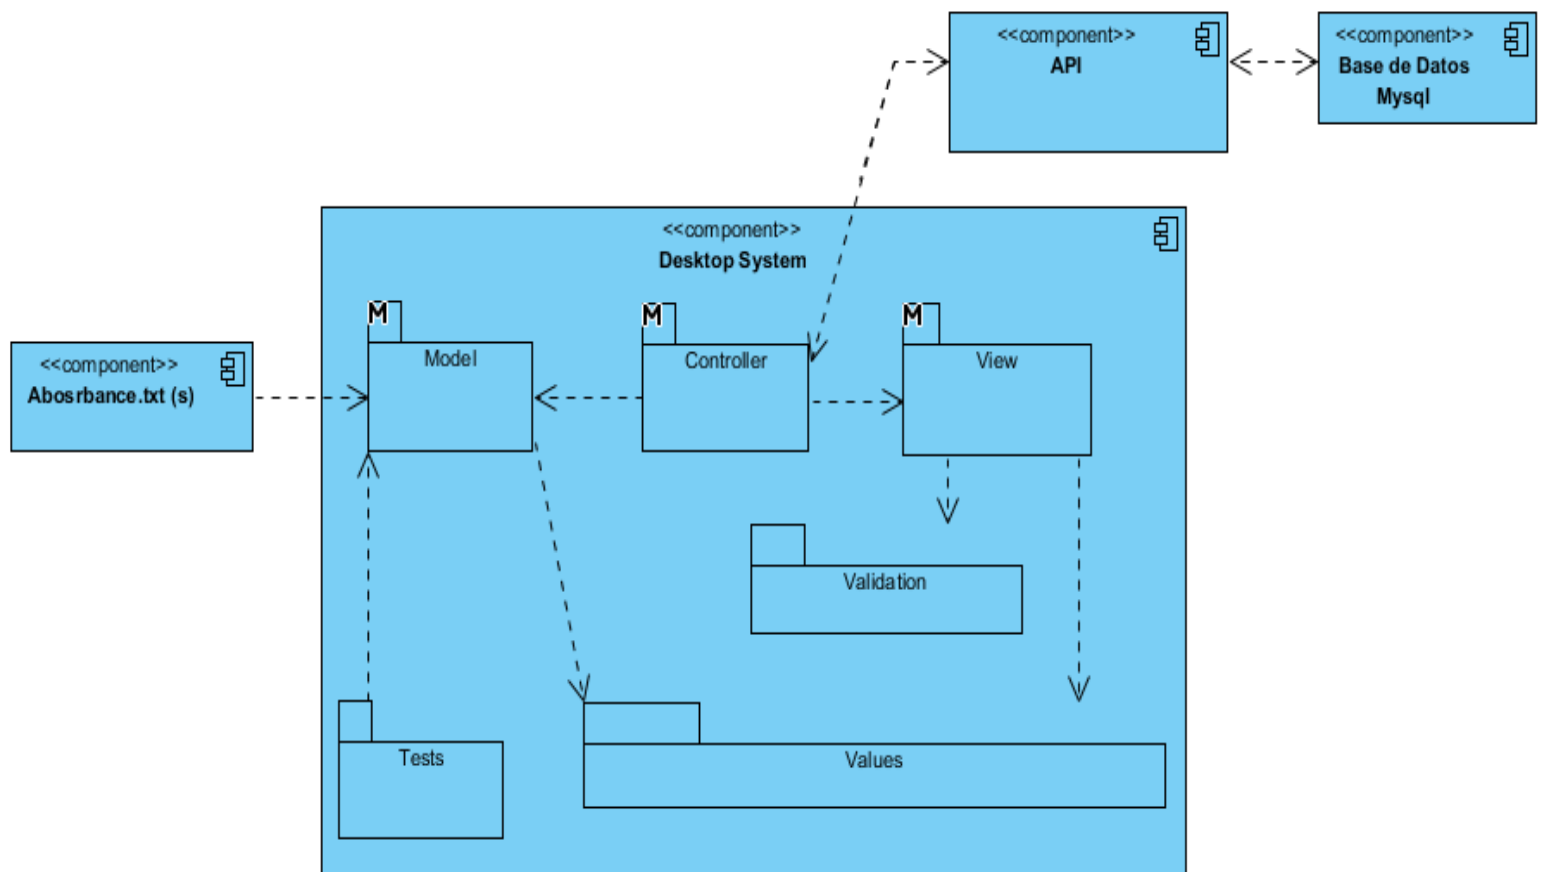 <<component>>
API
<<component>>
Base de Datos
Mysql
<<component>>
Desktop System
<<component>>
Abosrbance.txt (s)
M
Model
M
Controller
M
View
Validation
Tests
Values